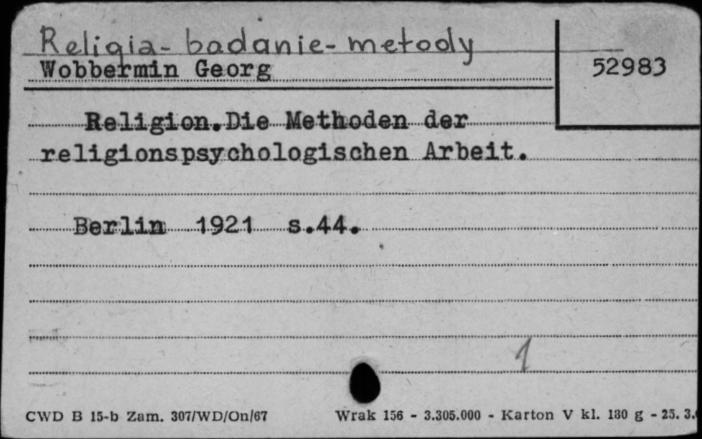 Religia - badanie - metody
Wobbermin Georg
52983
Religion.Die Methoden der
religionspsychologischen Arbeit.
Berlin 1921 s.44.
1
CWD B 15-b Zam. 307/WD/On/67 Wrak 156 - 3.305.000 - Karton V kl. 180 g - 25. 3.